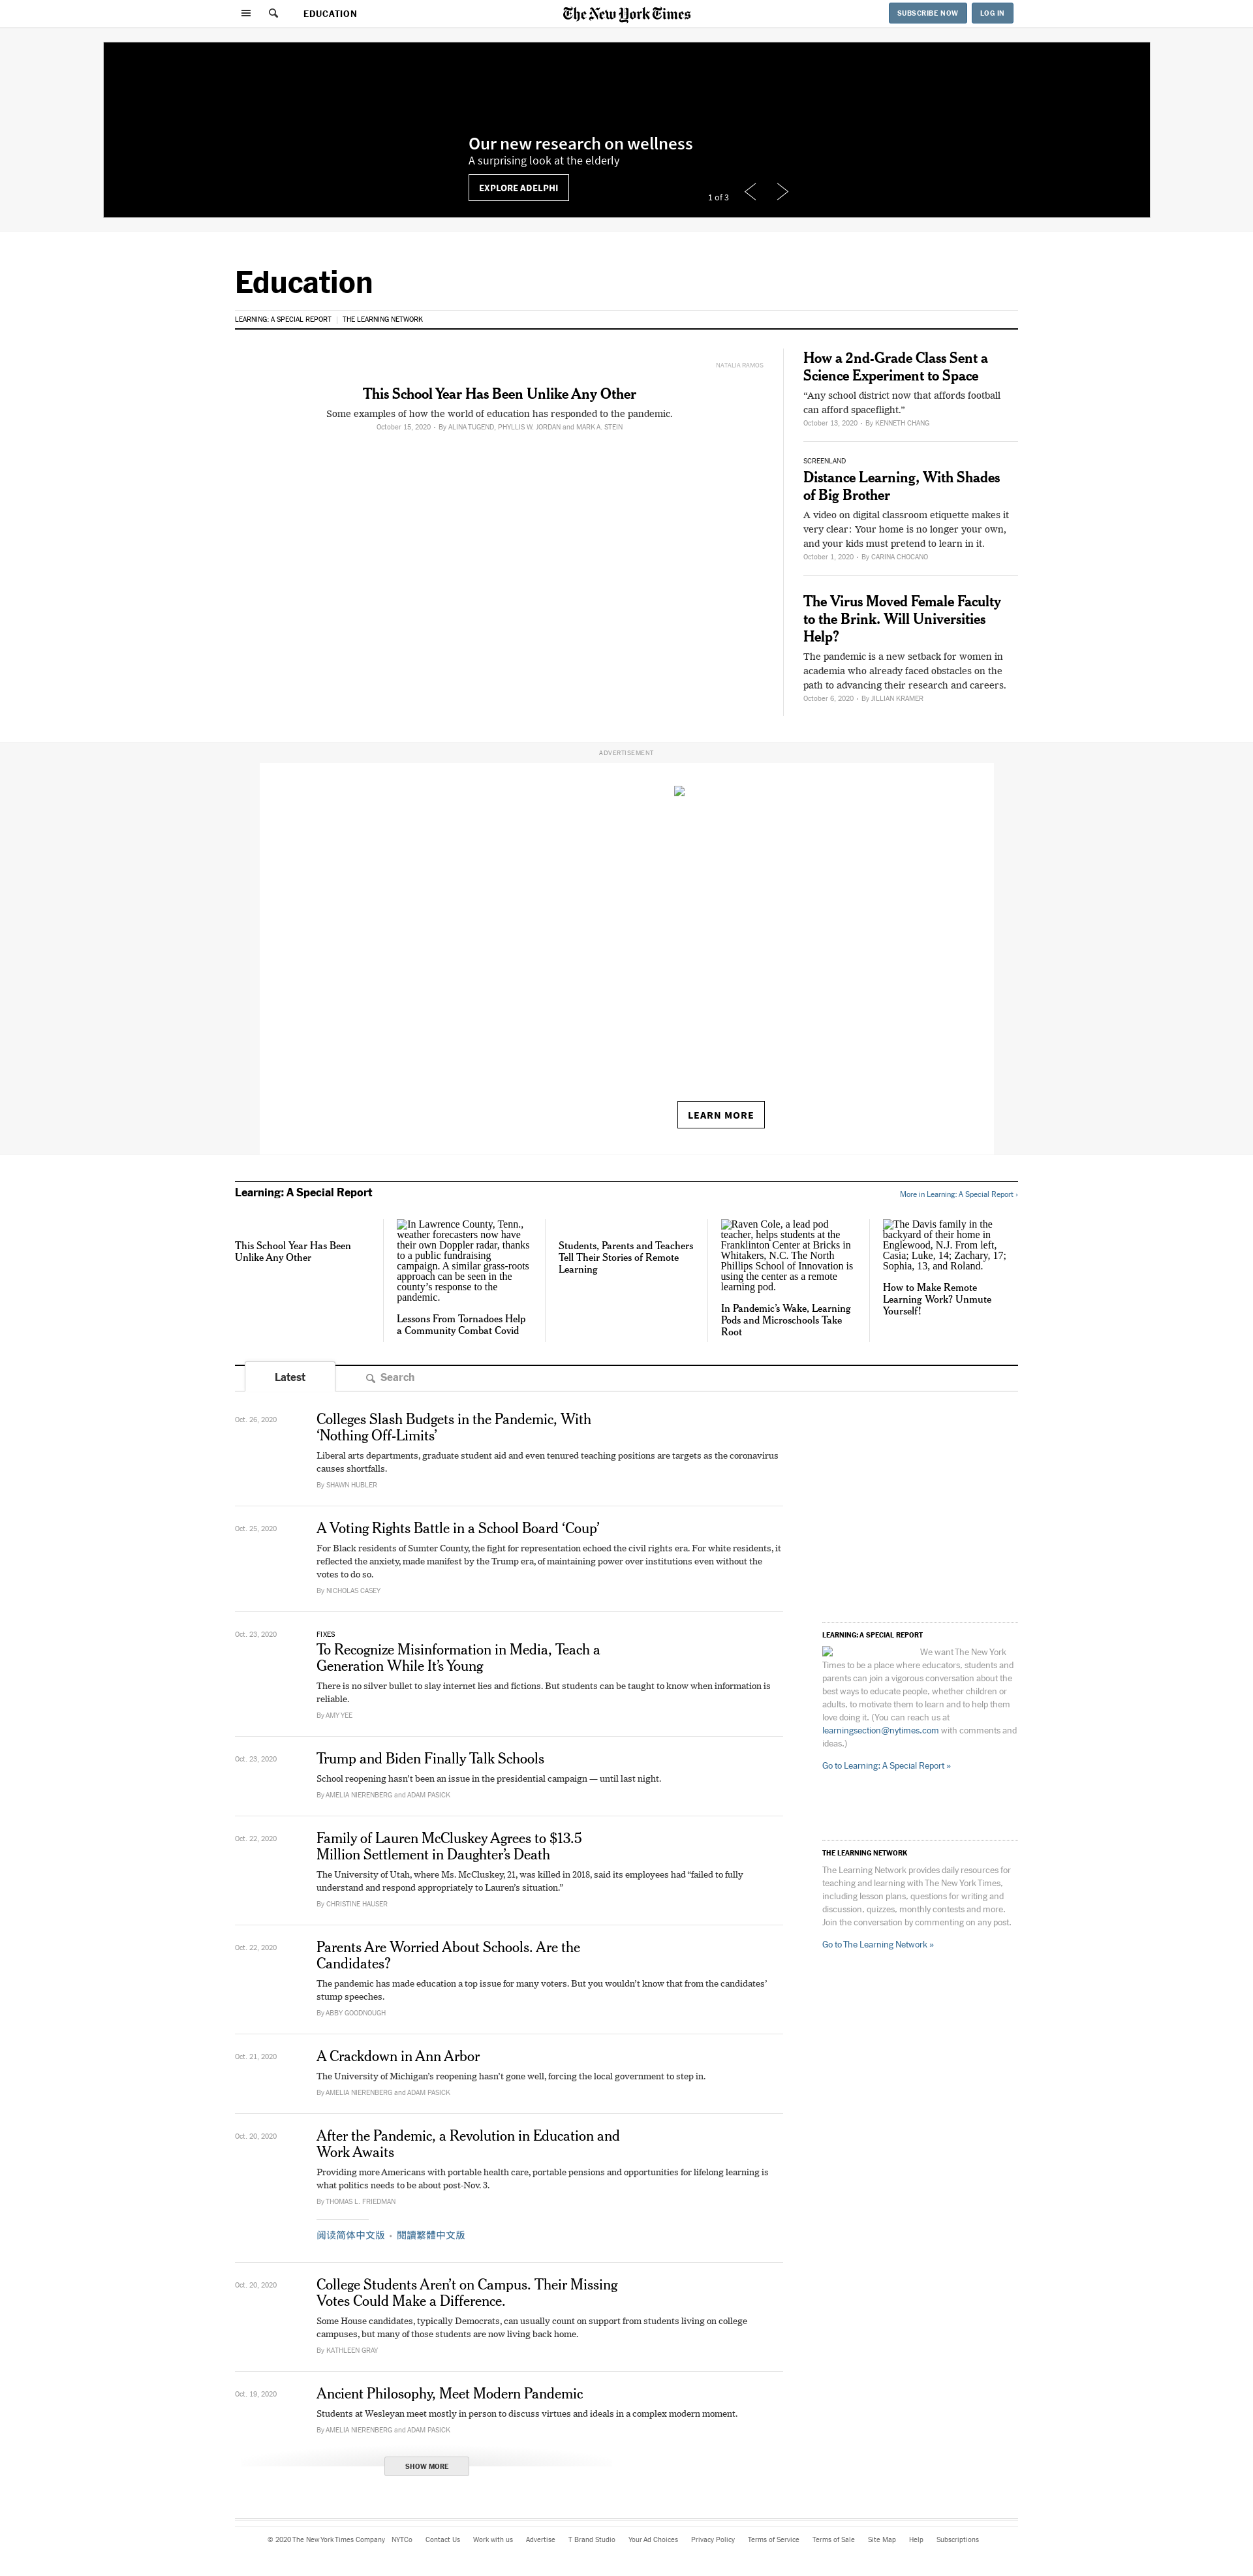 EDUCATION
The New York Times
SUBSCRIBE NOW
LOG IN
Our new research on wellness
A surprising look at the elderly
EXPLORE ADELPHI
1 of 3
Education
LEARNING: A SPECIAL REPORT | THE LEARNING NETWORK
NATALIA RAMOS
This School Year Has Been Unlike Any Other
Some examples of how the world of education has responded to the pandemic.
October 15, 2020 • By ALINA TUGEND, PHYLLIS W. JORDAN and MARK A. STEIN
How a 2nd-Grade Class Sent a
Science Experiment to Space
“Any school district now that affords football
can afford spaceflight.”
October 13, 2020 • By KENNETH CHANG
SCREENLAND
Distance Learning, With Shades
of Big Brother
A video on digital classroom etiquette makes it
very clear: Your home is no longer your own,
and your kids must pretend to learn in it.
October 1, 2020 • By CARINA CHOCANO
The Virus Moved Female Faculty
to the Brink. Will Universities
Help?
The pandemic is a new setback for women in
academia who already faced obstacles on the
path to advancing their research and careers.
October 6, 2020 • By JILLIAN KRAMER
ADVERTISEMENT
LEARN MORE
Learning: A Special Report
More in Learning: A Special Report ›
This School Year Has Been
Unlike Any Other
In Lawrence County, Tenn.,
weather forecasters now have
their own Doppler radar, thanks
to a public fundraising
campaign. A similar grass-roots
approach can be seen in the
county’s response to the
pandemic.
Lessons From Tornadoes Help
a Community Combat Covid
Students, Parents and Teachers
Tell Their Stories of Remote
Learning
Raven Cole, a lead pod
teacher, helps students at the
Franklinton Center at Bricks in
Whitakers, N.C. The North
Phillips School of Innovation is
using the center as a remote
learning pod.
In Pandemic’s Wake, Learning
Pods and Microschools Take
Root
The Davis family in the
backyard of their home in
Englewood, N.J. From left,
Casia; Luke, 14; Zachary, 17;
Sophia, 13, and Roland.
How to Make Remote
Learning Work? Unmute
Yourself!
Latest
Search
Oct. 26, 2020
Colleges Slash Budgets in the Pandemic, With
‘Nothing Off-Limits’
Liberal arts departments, graduate student aid and even tenured teaching positions are targets as the coronavirus
causes shortfalls.
By SHAWN HUBLER
Oct. 25, 2020
A Voting Rights Battle in a School Board ‘Coup’
For Black residents of Sumter County, the fight for representation echoed the civil rights era. For white residents, it
reflected the anxiety, made manifest by the Trump era, of maintaining power over institutions even without the
votes to do so.
By NICHOLAS CASEY
Oct. 23, 2020
FIXES
To Recognize Misinformation in Media, Teach a
Generation While It’s Young
There is no silver bullet to slay internet lies and fictions. But students can be taught to know when information is
reliable.
By AMY YEE
Oct. 23, 2020
Trump and Biden Finally Talk Schools
School reopening hasn’t been an issue in the presidential campaign — until last night.
By AMELIA NIERENBERG and ADAM PASICK
Oct. 22, 2020
Family of Lauren McCluskey Agrees to $13.5
Million Settlement in Daughter’s Death
The University of Utah, where Ms. McCluskey, 21, was killed in 2018, said its employees had “failed to fully
understand and respond appropriately to Lauren’s situation.”
By CHRISTINE HAUSER
Oct. 22, 2020
Parents Are Worried About Schools. Are the
Candidates?
The pandemic has made education a top issue for many voters. But you wouldn’t know that from the candidates’
stump speeches.
By ABBY GOODNOUGH
Oct. 21, 2020
A Crackdown in Ann Arbor
The University of Michigan’s reopening hasn’t gone well, forcing the local government to step in.
By AMELIA NIERENBERG and ADAM PASICK
Oct. 20, 2020
After the Pandemic, a Revolution in Education and
Work Awaits
Providing more Americans with portable health care, portable pensions and opportunities for lifelong learning is
what politics needs to be about post-Nov. 3.
By THOMAS L. FRIEDMAN
阅读简体中文版 • 閱讀繁體中文版
Oct. 20, 2020
College Students Aren’t on Campus. Their Missing
Votes Could Make a Difference.
Some House candidates, typically Democrats, can usually count on support from students living on college
campuses, but many of those students are now living back home.
By KATHLEEN GRAY
Oct. 19, 2020
Ancient Philosophy, Meet Modern Pandemic
Students at Wesleyan meet mostly in person to discuss virtues and ideals in a complex modern moment.
By AMELIA NIERENBERG and ADAM PASICK
SHOW MORE
LEARNING: A SPECIAL REPORT
We want The New York
Times to be a place where educators, students and
parents can join a vigorous conversation about the
best ways to educate people, whether children or
adults, to motivate them to learn and to help them
love doing it. (You can reach us at
learningsection@nytimes.com with comments and
ideas.)
Go to Learning: A Special Report »
THE LEARNING NETWORK
The Learning Network provides daily resources for
teaching and learning with The New York Times,
including lesson plans, questions for writing and
discussion, quizzes, monthly contests and more.
Join the conversation by commenting on any post.
Go to The Learning Network »
© 2020 The New York Times Company NYTCo Contact Us Work with us Advertise T Brand Studio Your Ad Choices Privacy Policy Terms of Service Terms of Sale Site Map Help Subscriptions